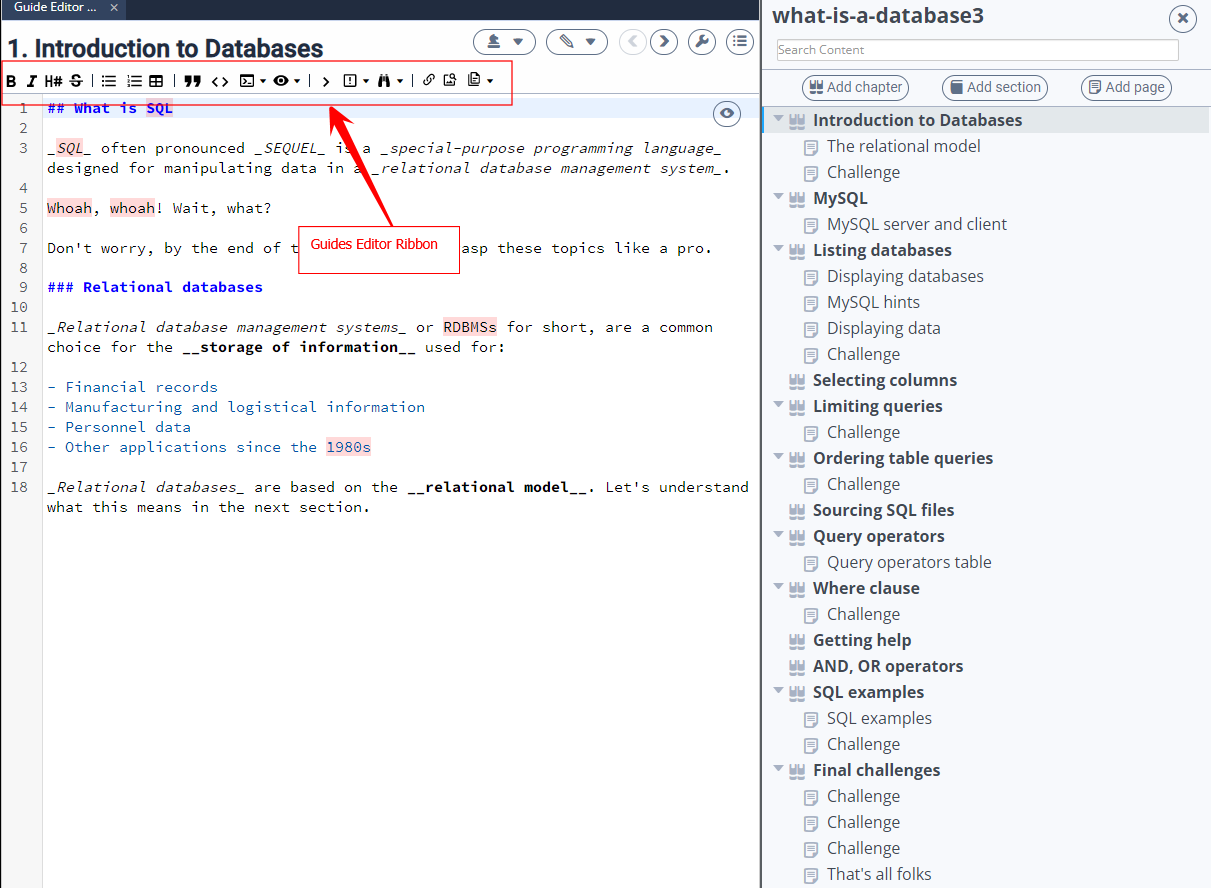 Guide Editor ... ×
1. Introduction to Databases
B I H# S
1 ## What is SQL
2
3 _SQL_ often pronounced _SEQUEL_ is a _special-purpose programming language_
designed for manipulating data in a _relational database management system_.
4
5 Whoah, whoah! Wait, what?
6
7 Don't worry, by the end of t
asp these topics like a pro.
Guides Editor Ribbon
8
9 ### Relational databases
10
11 _Relational database management systems_ or RDBMSs for short, are a common
choice for the __storage of information__ used for:
12
13 - Financial records
14 - Manufacturing and logistical information
15 - Personnel data
16 - Other applications since the 1980s
17
18 _Relational databases_ are based on the __relational model__. Let's understand
what this means in the next section.
what-is-a-database3
Search Content
Add chapter
Add section
Add page
Introduction to Databases
The relational model
Challenge
MySQL
MySQL server and client
Listing databases
Displaying databases
MySQL hints
Displaying data
Challenge
Selecting columns
Limiting queries
Challenge
Ordering table queries
Challenge
Sourcing SQL files
Query operators
Query operators table
Where clause
Challenge
Getting help
AND, OR operators
SQL examples
SQL examples
Challenge
Final challenges
Challenge
Challenge
Challenge
That's all folks